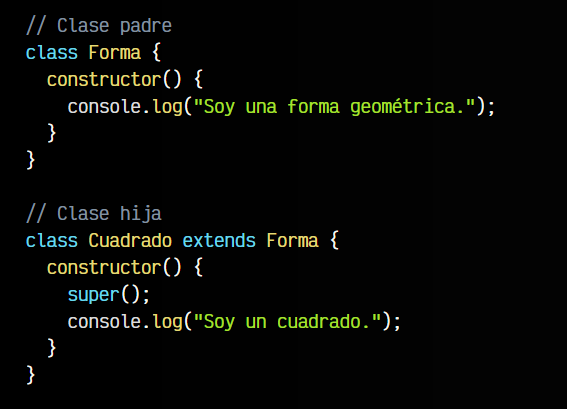 // Clase padre
class Forma {
  constructor() {
    console.log("Soy una forma geométrica.");
  }
}

// Clase hija
class Cuadrado extends Forma {
  constructor() {
    super();
    console.log("Soy un cuadrado.");
  }
}